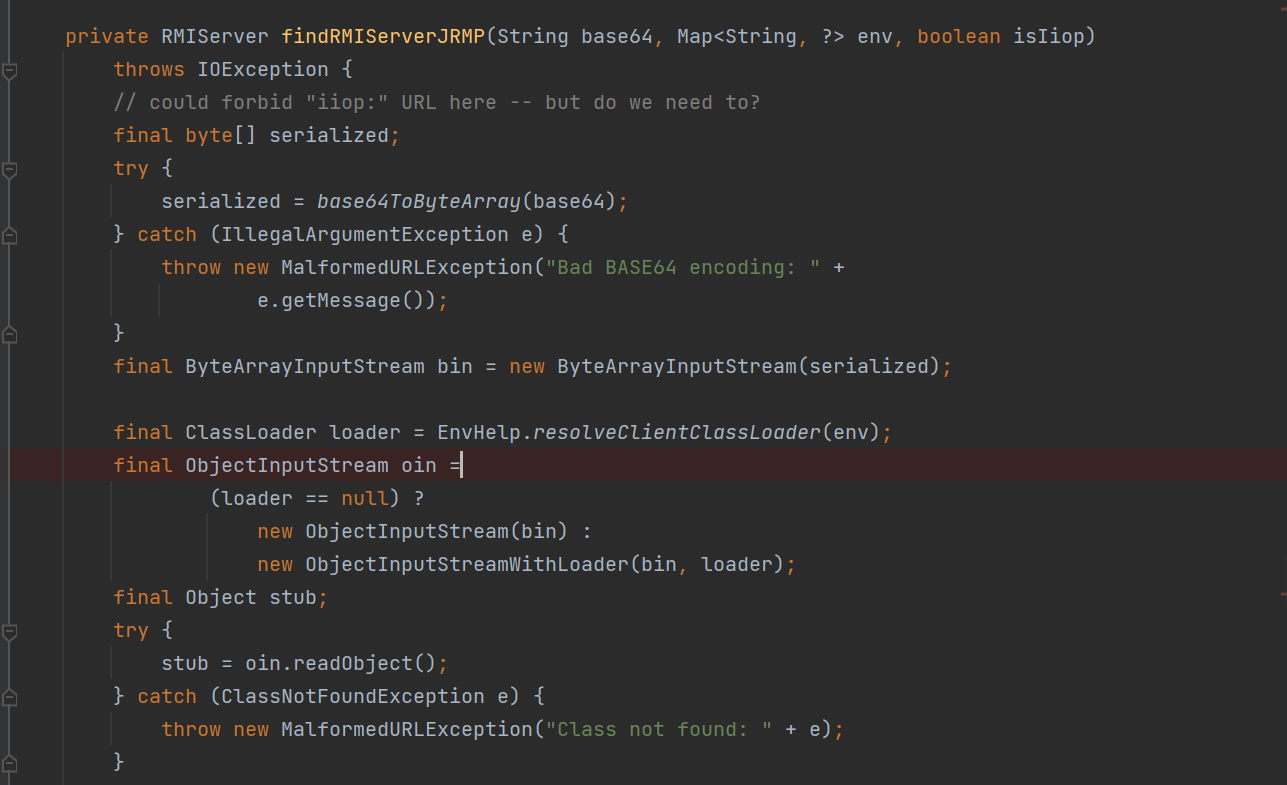 private RMIServer findRMIServerJRMP(String base64, Map<String, ?> env, boolean isIiop)
throws IOException {
// could forbid "iiop:" URL here -- but do we need to?
final byte[] serialized;
try {
serialized = base64ToByteArray(base64);
} catch (IllegalArgumentException e) {
throw new MalformedURLException("Bad BASE64 encoding: " +
e.getMessage());
}
final ByteArrayInputStream bin = new ByteArrayInputStream(serialized);
final ClassLoader loader = EnvHelp.resolveClientClassLoader(env);
final ObjectInputStream oin =
(loader == null) ?
new ObjectInputStream(bin) :
new ObjectInputStreamWithLoader(bin, loader);
final Object stub;
try {
stub = oin.readObject();
} catch (ClassNotFoundException e) {
throw new MalformedURLException("Class not found: " + e);
}